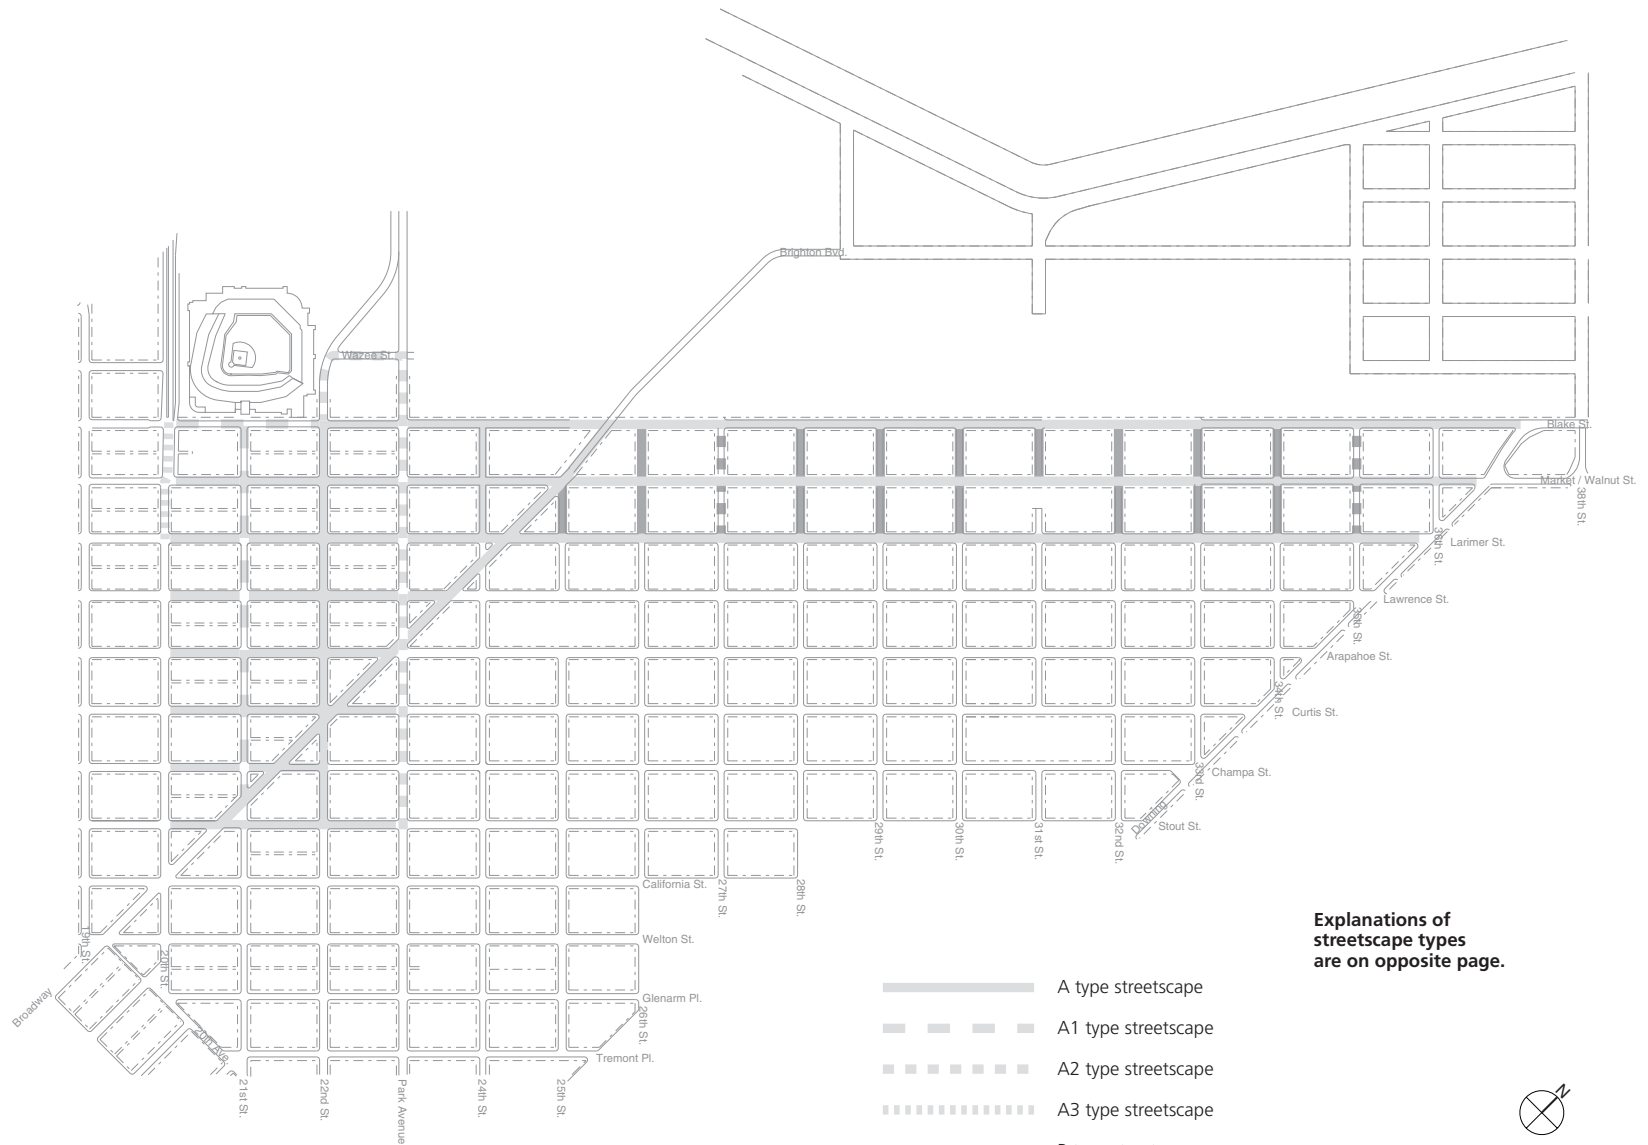 Brighton Bvd.
Wazee St.
Blake St.
Market / Walnut St.
38th St.
36th St.
Larimer St.
Lawrence St.
35th St.
Arapahoe St.
34th St.
Curtis St.
33rd St.
Champa St.
Downing
Stout St.
29th St.
30th St.
31st St.
32nd St.
California St.
27th St.
28th St.
19th St.
Welton St.
20th St.
Broadway
Glenarm Pl.
26th St.
20th Ave.
Tremont Pl.
21st St.
22nd St.
Park Avenue
24th St.
25th St.
Explanations of
streetscape types
are on opposite page.
A type streetscape
A1 type streetscape
A2 type streetscape
A3 type streetscape
N